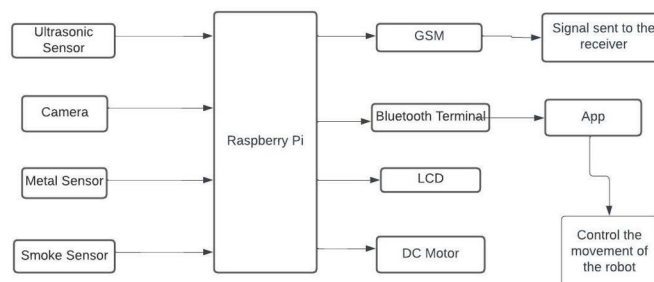 Ultrasonic
Sensor
Camera
Metal Sensor
Smoke Sensor
Raspberry Pi
GSM
Signal sent to the
receiver
Bluetooth Terminal
App
LCD
DC Motor
Control the
movement of
the robot